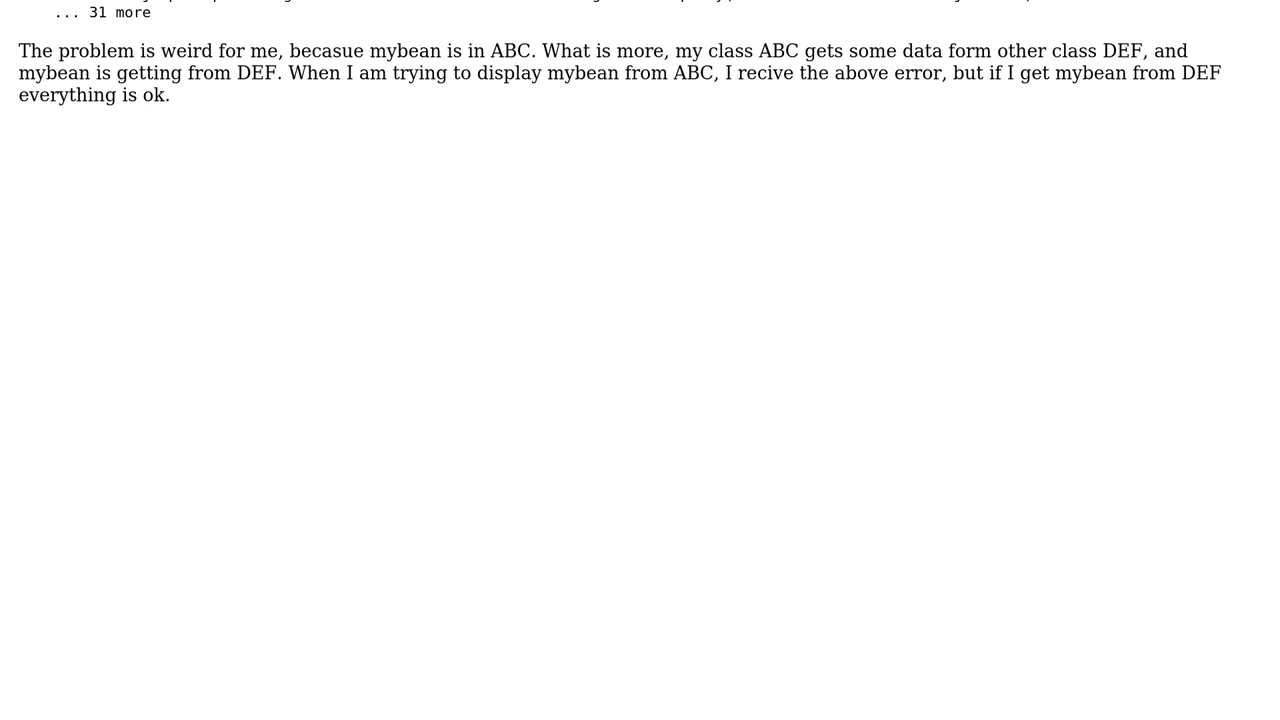 ... 31 more
The problem is weird for me, becasue mybean is in ABC. What is more, my class ABC gets some data form other class DEF, and
mybean is getting from DEF. When I am trying to display mybean from ABC, I recive the above error, but if I get mybean from DEF
everything is ok.